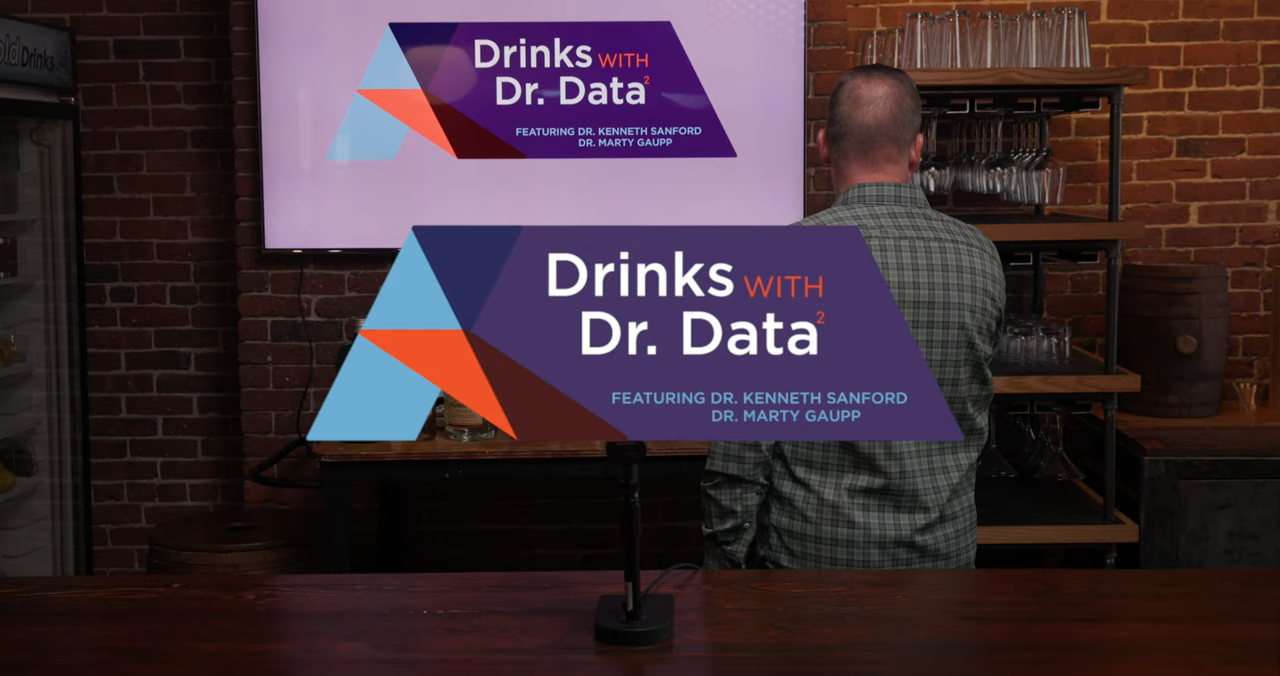 Drinks
Drinks WITH
Dr. Data²
FEATURING DR. KENNETH SANFORD
DR. MARTY GAUPP
Drinks WITH
Dr. Data²
FEATURING DR. KENNETH SANFORD
DR. MARTY GAUPP